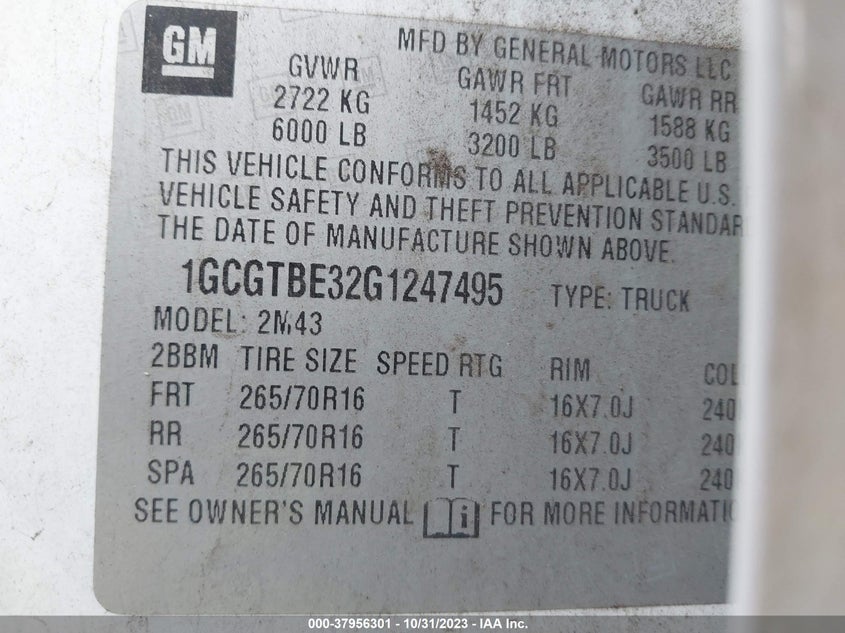 GM
MFD BY GENERAL MOTORS LLC
GVWR GAWR FRT GAWR RR
2722 KG 1452 KG 1588 KG
6000 LB 3200 LB 3500 LB
THIS VEHICLE CONFORMS TO ALL APPLICABLE U.S.
VEHICLE SAFETY AND THEFT PREVENTION STANDAR
THE DATE OF MANUFACTURE SHOWN ABOVE.
1GCGTBE32G1247495 TYPE: TRUCK
MODEL: 2M43
2BBM TIRE SIZE SPEED RTG RIM COL
FRT 265/70R16 T 16X7.0J 240
RR 265/70R16 T 16X7.0J 240
SPA 265/70R16 T 16X7.0J 240
SEE OWNER'S MANUAL i FOR MORE INFORMATI
000-37956301 - 10/31/2023 - IAA Inc.